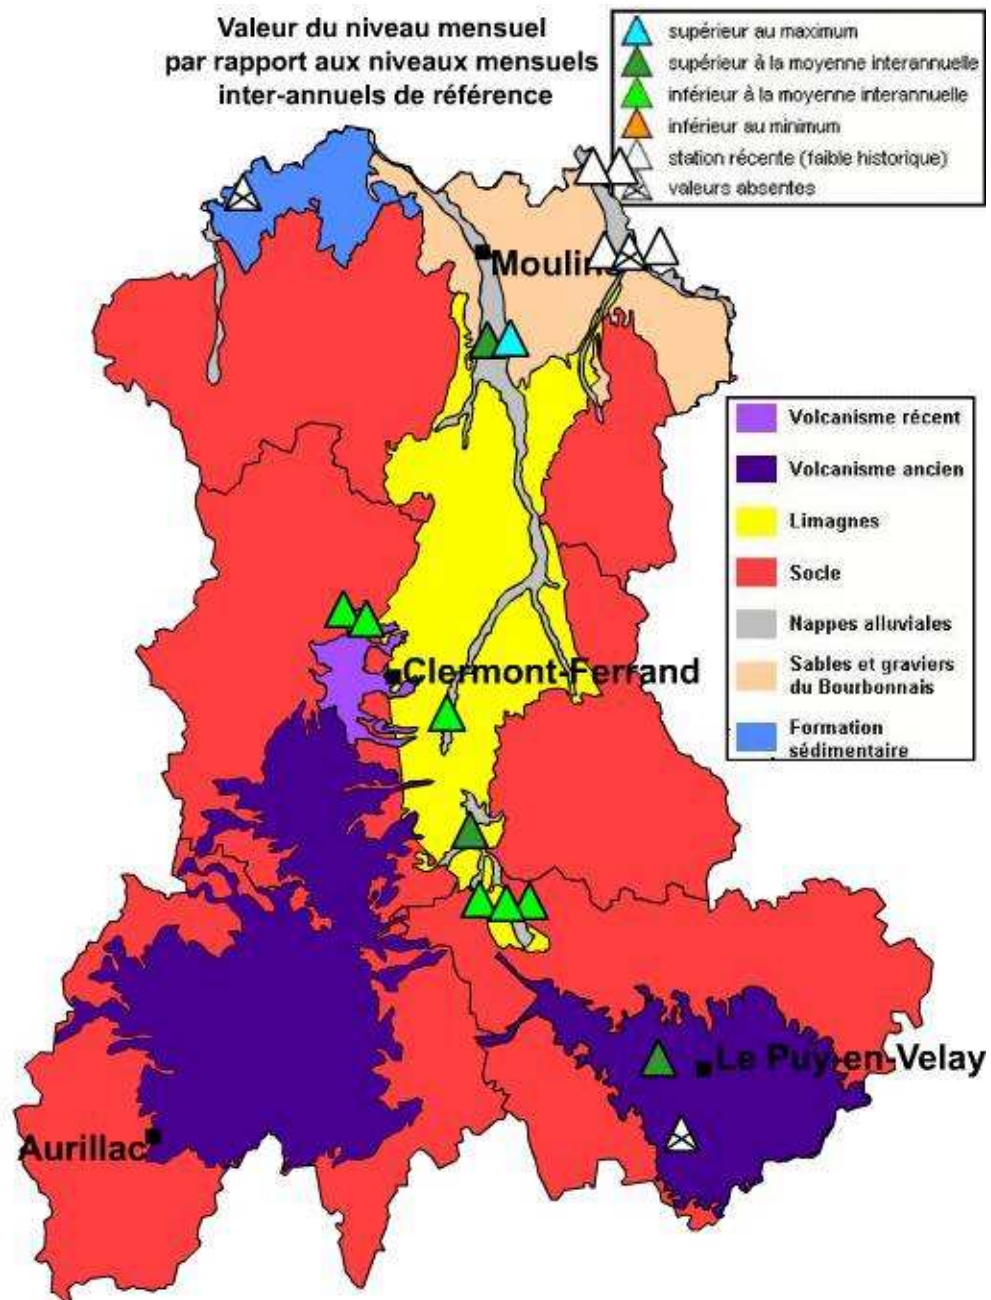 Valeur du niveau mensuel
par rapport aux niveaux mensuels
inter-annuels de référence
supérieur au maximum
supérieur à la moyenne interannuelle
inférieur à la moyenne interannuelle
inférieur au minimum
station récente (faible historique)
valeurs absentes
Moulins
Volcanisme récent
Volcanisme ancien
Limagnes
Socle
Nappes alluviales
Sables et graviers
du Bourbonnais
Formation
sédimentaire
Clermont-Ferrand
Le Puy-en-Velay
Aurillac